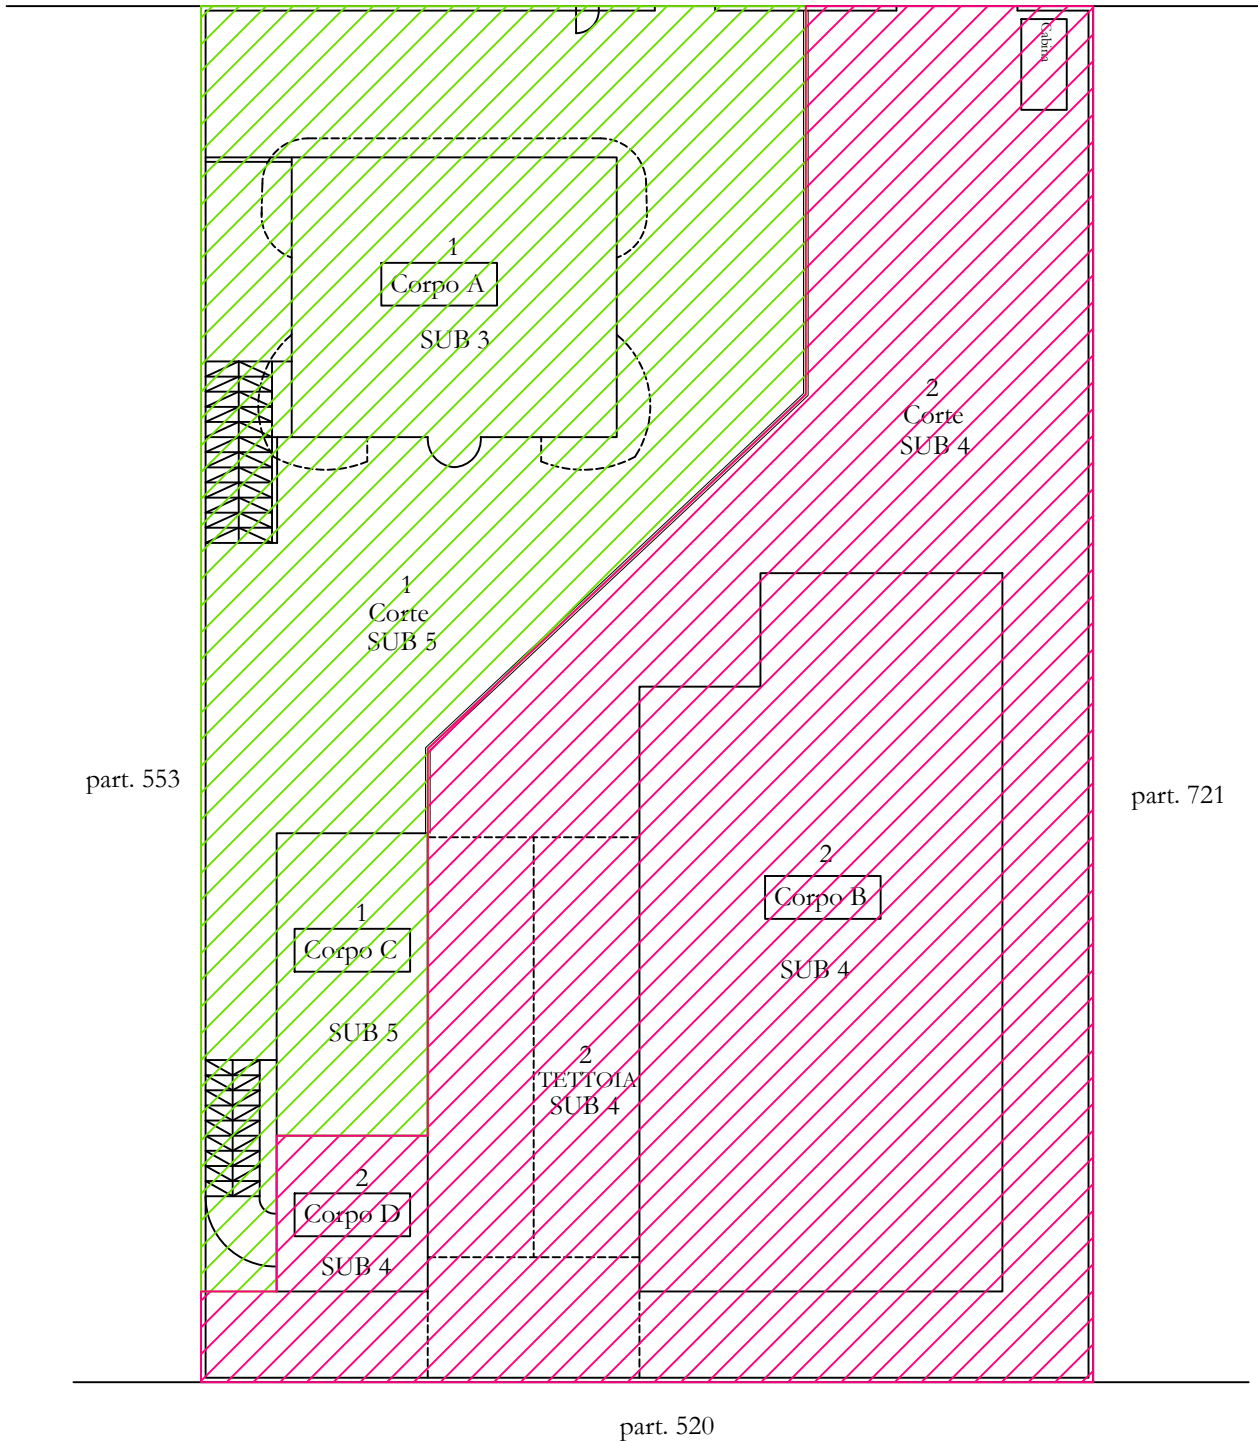 Cabina
1
Corpo A
SUB 3
2
Corte
SUB 4
1
Corte
SUB 5
part. 553
part. 721
2
Corpo B
SUB 4
1
Corpo C
SUB 5
2
TETTOIA
SUB 4
2
Corpo D
SUB 4
part. 520